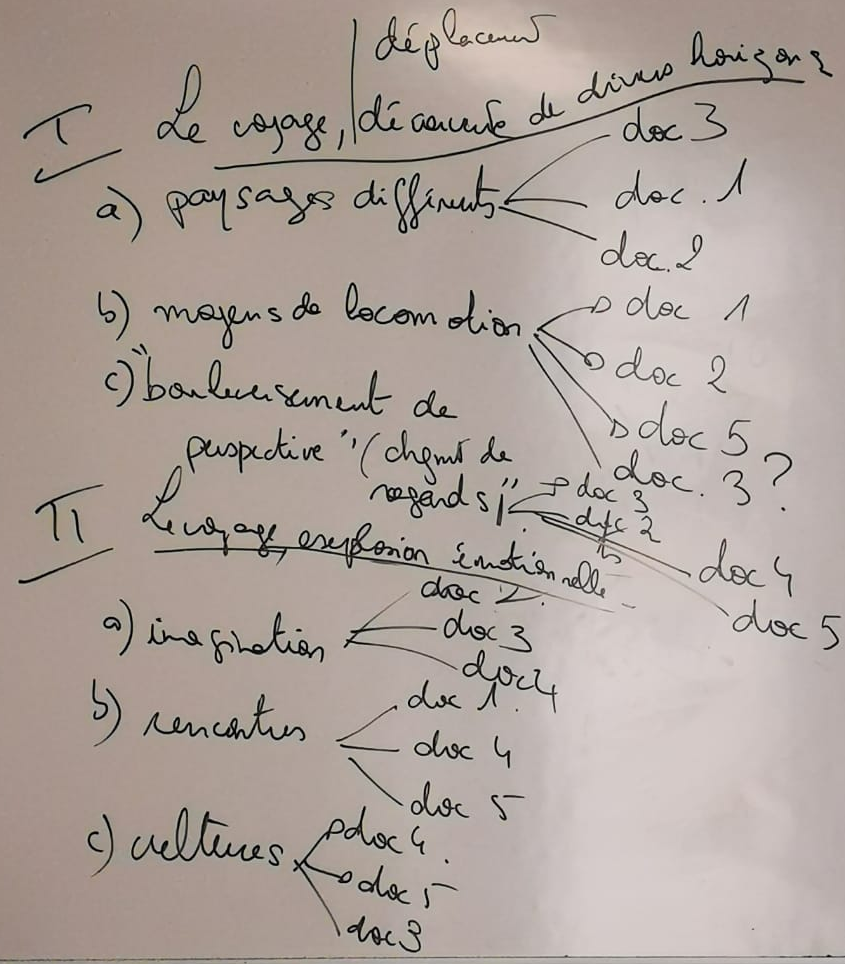 déplacement
I Le voyage, découverte de divers horizons
a) paysages différents
doc 3
doc. 1
doc. 2
b) moyens de locomotion
doc 1
doc 2
doc 5
doc. 3 ?
c) "bouleversement de
perspective" (chgmt de
regards)
doc 3
doc 2
doc 4
doc 5
II Le voyage, explosion émotionnelle
a) imagination
doc 2.
doc 3
doc 4
b) rencontres
doc 1.
doc 4
doc 5
c) cultures
doc 4.
doc 5
doc 3